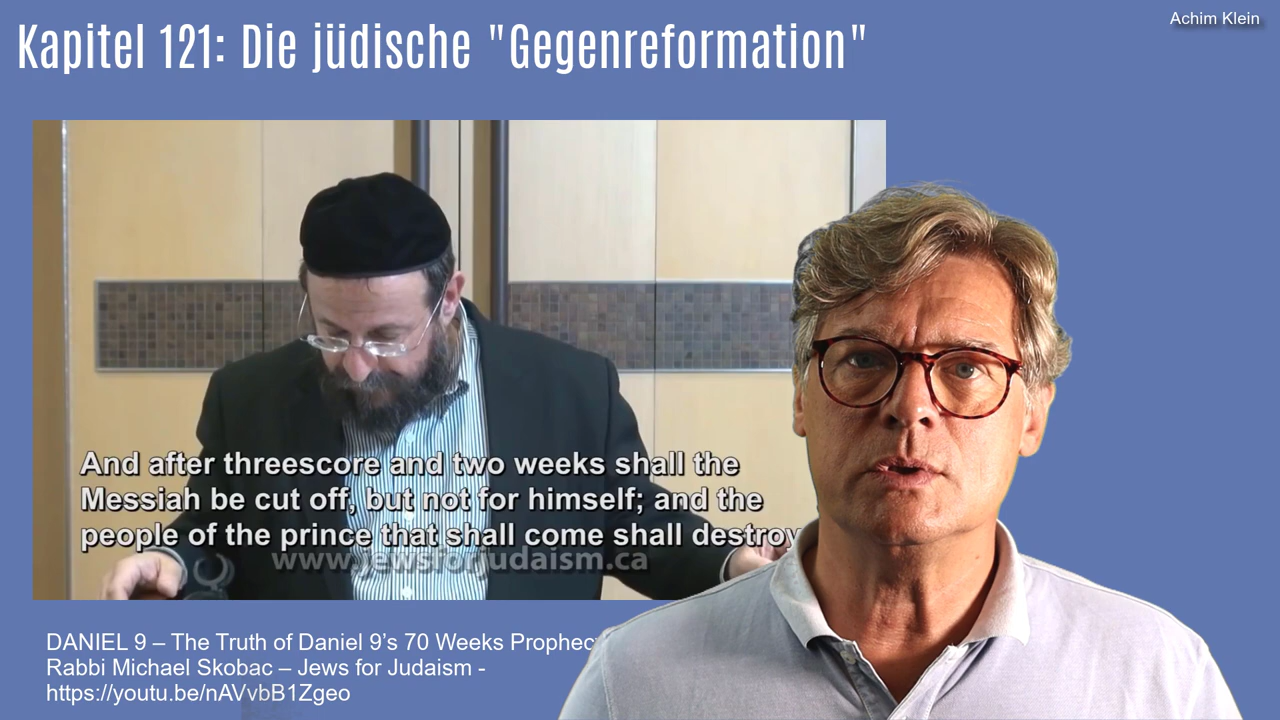 Kapitel 121: Die jüdische "Gegenreformation"
Achim Klein
And after threescore and two weeks shall the
Messiah be cut off, but not for himself; and the
people of the prince that shall come shall destroy
www.jewsforjudaism.ca
DANIEL 9 – The Truth of Daniel 9’s 70 Weeks Prophec
Rabbi Michael Skobac – Jews for Judaism -
https://youtu.be/nAVvbB1Zgeo